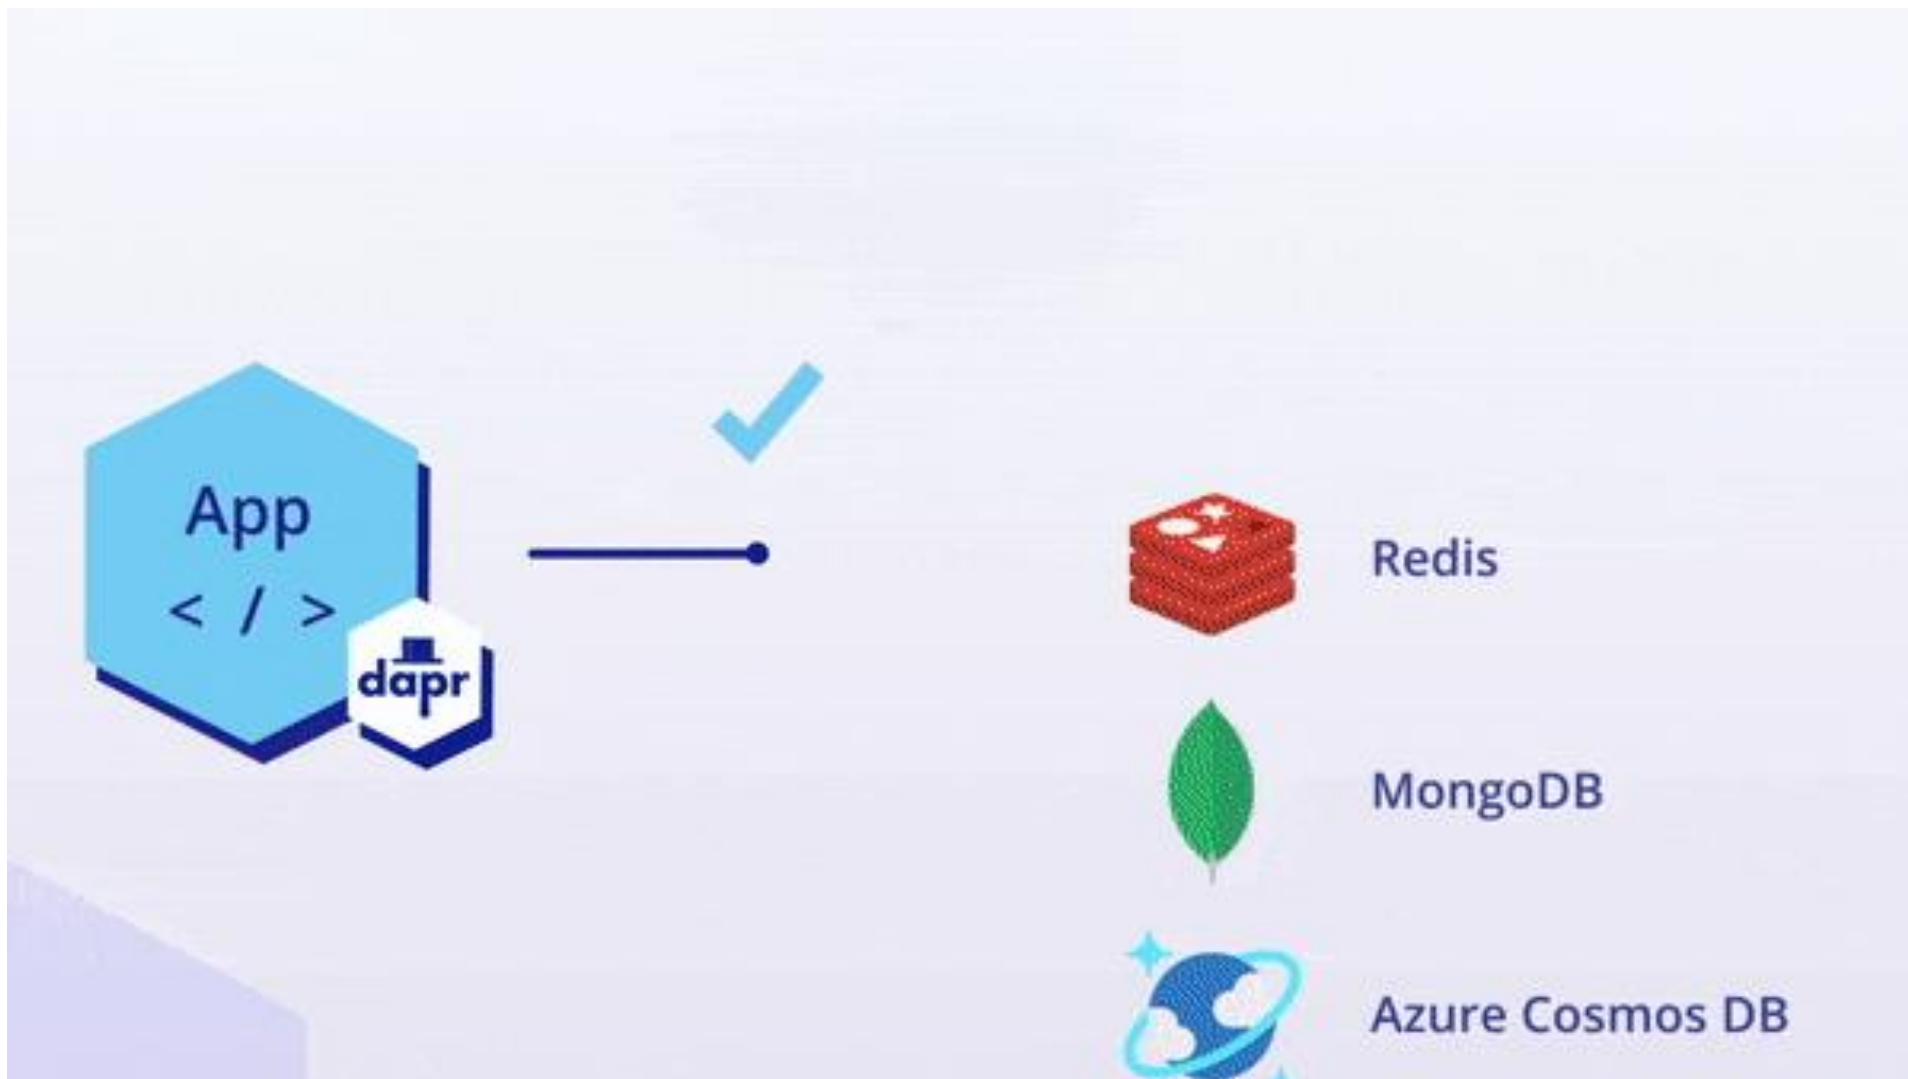 App
< / >
dapr
Redis
MongoDB
Azure Cosmos DB